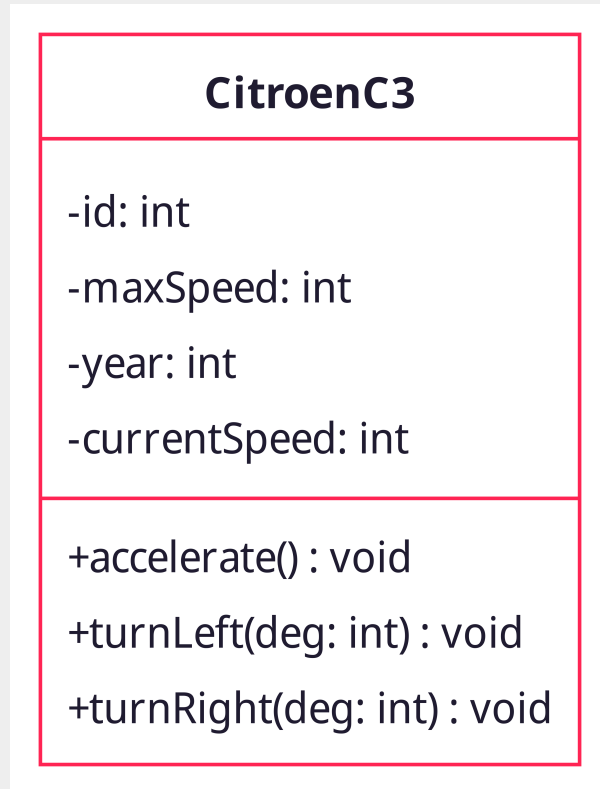 CitroenC3
-id: int
-maxSpeed: int
-year: int
-currentSpeed: int
+accelerate() : void
+turnLeft(deg: int) : void
+turnRight(deg: int) : void